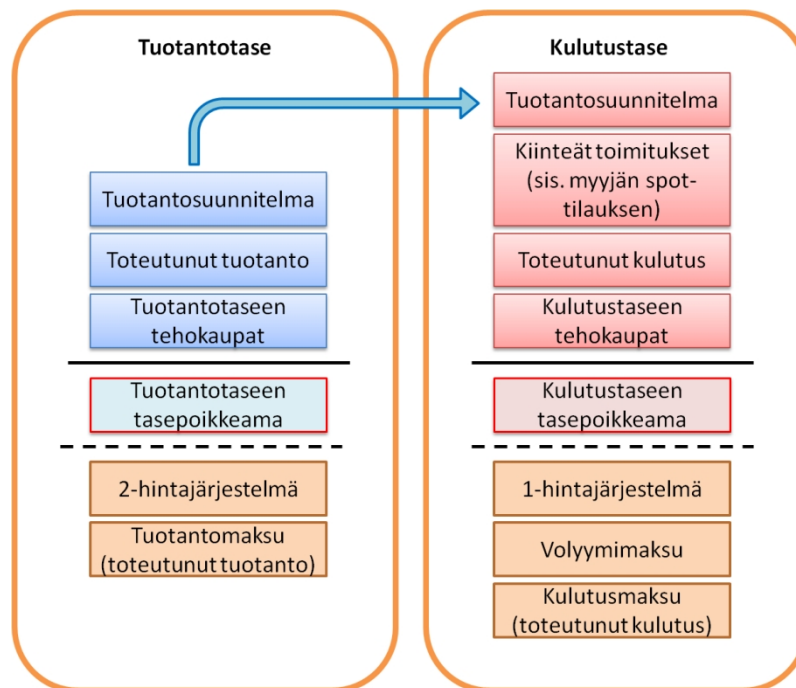 Tuotantotase
Tuotantosuunnitelma
Toteutunut tuotanto
Tuotantotaseen
tehokaupat
Tuotantotaseen
tasepoikkeama
2-hintajärjestelmä
Tuotantomaksu
(toteutunut tuotanto)
Kulutustase
Tuotantosuunnitelma
Kiinteät toimitukset
(sis. myyjän spot-
tilauksen)
Toteutunut kulutus
Kulutustaseen
tehokaupat
Kulutustaseen
tasepoikkeama
1-hintajärjestelmä
Volyymimaksu
Kulutusmaksu
(toteutunut kulutus)